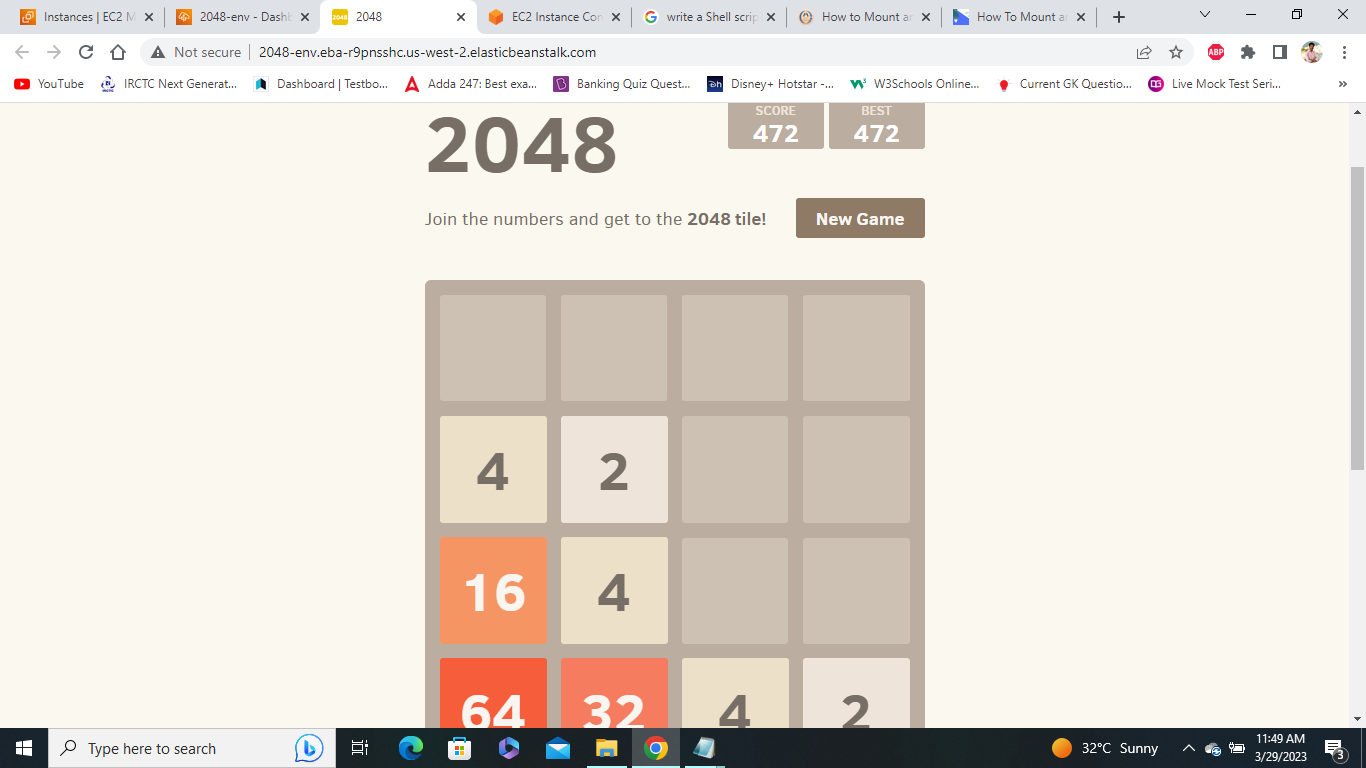 Instances | EC2 M
2048-env - Dashb
2048
EC2 Instance Con
write a Shell scrip
How to Mount an
How To Mount an
Not secure
2048-env.eba-r9pnsshc.us-west-2.elasticbeanstalk.com
ABP
YouTube
IRCTC Next Generat...
Dashboard | Testbo...
Adda 247: Best exa...
Banking Quiz Quest...
Disney+ Hotstar -...
W3Schools Online...
Current GK Questio...
Live Mock Test Seri...
»
2048
SCORE
472
BEST
472
Join the numbers and get to the 2048 tile!
New Game
4 2
16 4
64 32 4 2
Type here to search
32°C Sunny
11:49 AM
3/29/2023
3